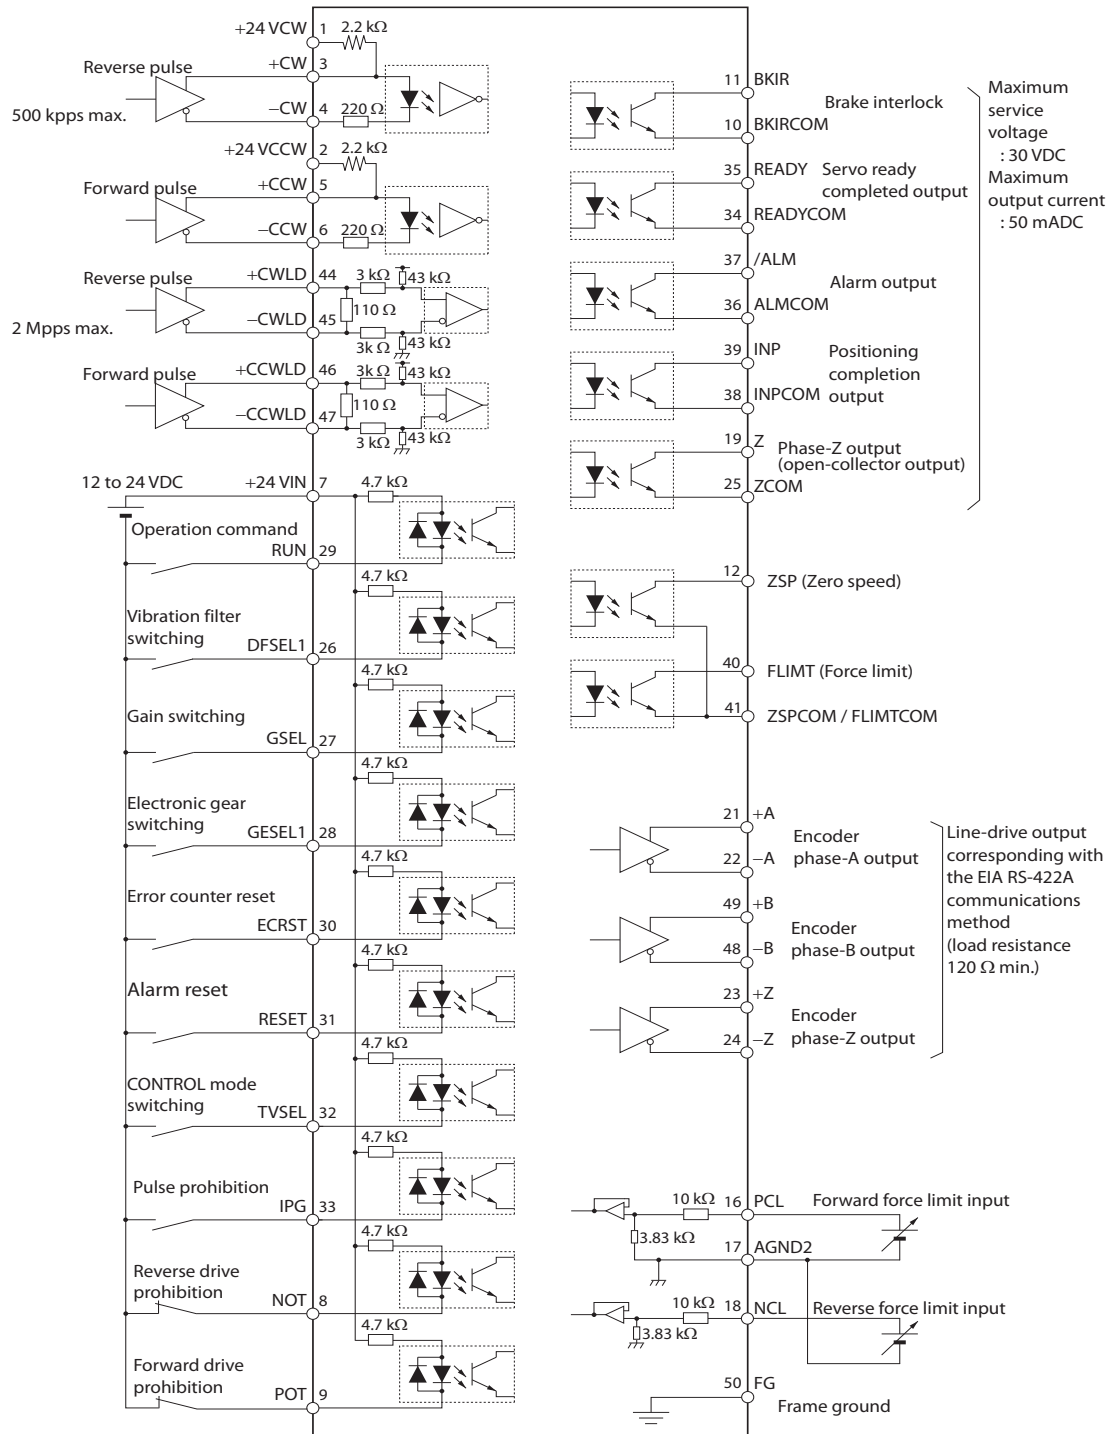 +24 VCW 1 2.2 kΩ
Reverse pulse +CW 3
500 kpps max. −CW 4 220 Ω
+24 VCCW 2 2.2 kΩ
Forward pulse +CCW 5
−CCW 6 220 Ω
Reverse pulse +CWLD 44 3 kΩ 43 kΩ
110 Ω
2 Mpps max. −CWLD 45
3k Ω 43 kΩ
Forward pulse +CCWLD 46 3k Ω 43 kΩ
110 Ω
−CCWLD 47
3 kΩ 43 kΩ
12 to 24 VDC +24 VIN 7 4.7 kΩ
Operation command
RUN 29
4.7 kΩ
Vibration filter
switching DFSEL1 26
4.7 kΩ
Gain switching
GSEL 27
4.7 kΩ
Electronic gear
switching GESEL1 28
4.7 kΩ
Error counter reset
ECRST 30
4.7 kΩ
Alarm reset
RESET 31
4.7 kΩ
CONTROL mode
switching TVSEL 32
4.7 kΩ
Pulse prohibition
IPG 33
4.7 kΩ
Reverse drive
prohibition NOT 8
4.7 kΩ
Forward drive
prohibition POT 9
11 BKIR
Brake interlock
10 BKIRCOM
35 READY Servo ready
completed output
34 READYCOM
37 /ALM
Alarm output
36 ALMCOM
39 INP Positioning
completion
38 INPCOM output
19 Z Phase-Z output
(open-collector output)
25 ZCOM
Maximum
service
voltage
: 30 VDC
Maximum
output current
: 50 mADC
12 ZSP (Zero speed)
40 FLIMT (Force limit)
41 ZSPCOM / FLIMTCOM
21 +A Encoder
22 −A phase-A output
49 +B Encoder
48 −B phase-B output
23 +Z Encoder
24 −Z phase-Z output
Line-drive output
corresponding with
the EIA RS-422A
communications
method
(load resistance
120 Ω min.)
10 kΩ 16 PCL Forward force limit input
3.83 kΩ 17 AGND2
10 kΩ 18 NCL Reverse force limit input
3.83 kΩ
50 FG
Frame ground